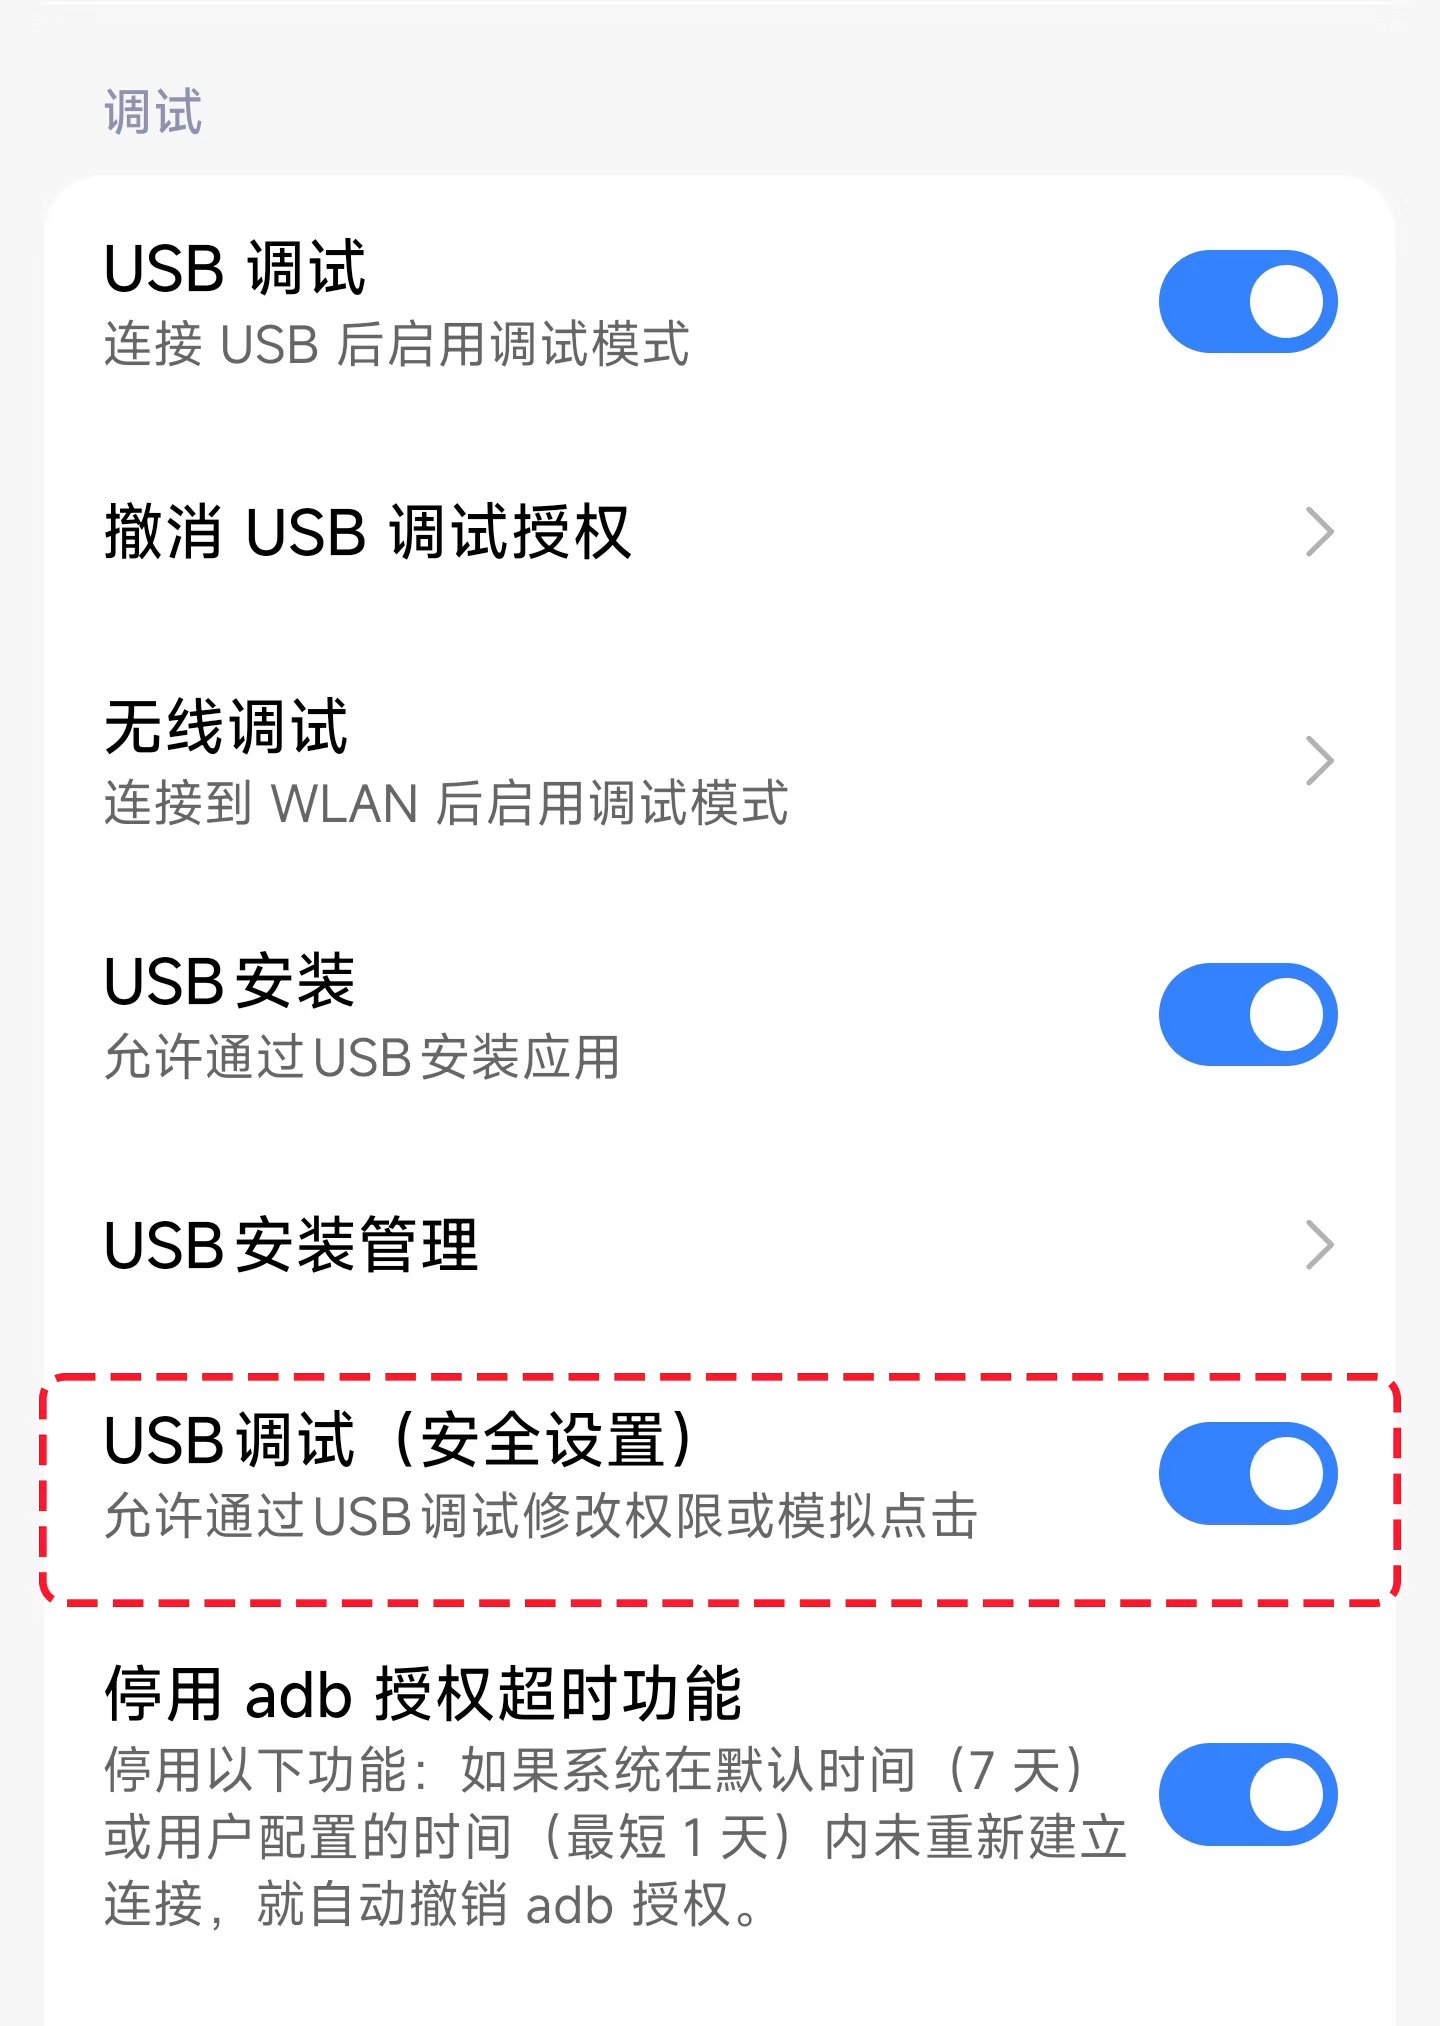 调试
USB 调试
连接 USB 后启用调试模式
撤消 USB 调试授权
无线调试
连接到 WLAN 后启用调试模式
USB安装
允许通过USB安装应用
USB安装管理
USB调试（安全设置）
允许通过USB调试修改权限或模拟点击
停用 adb 授权超时功能
停用以下功能：如果系统在默认时间（7 天）
或用户配置的时间（最短 1 天）内未重新建立
连接，就自动撤销 adb 授权。